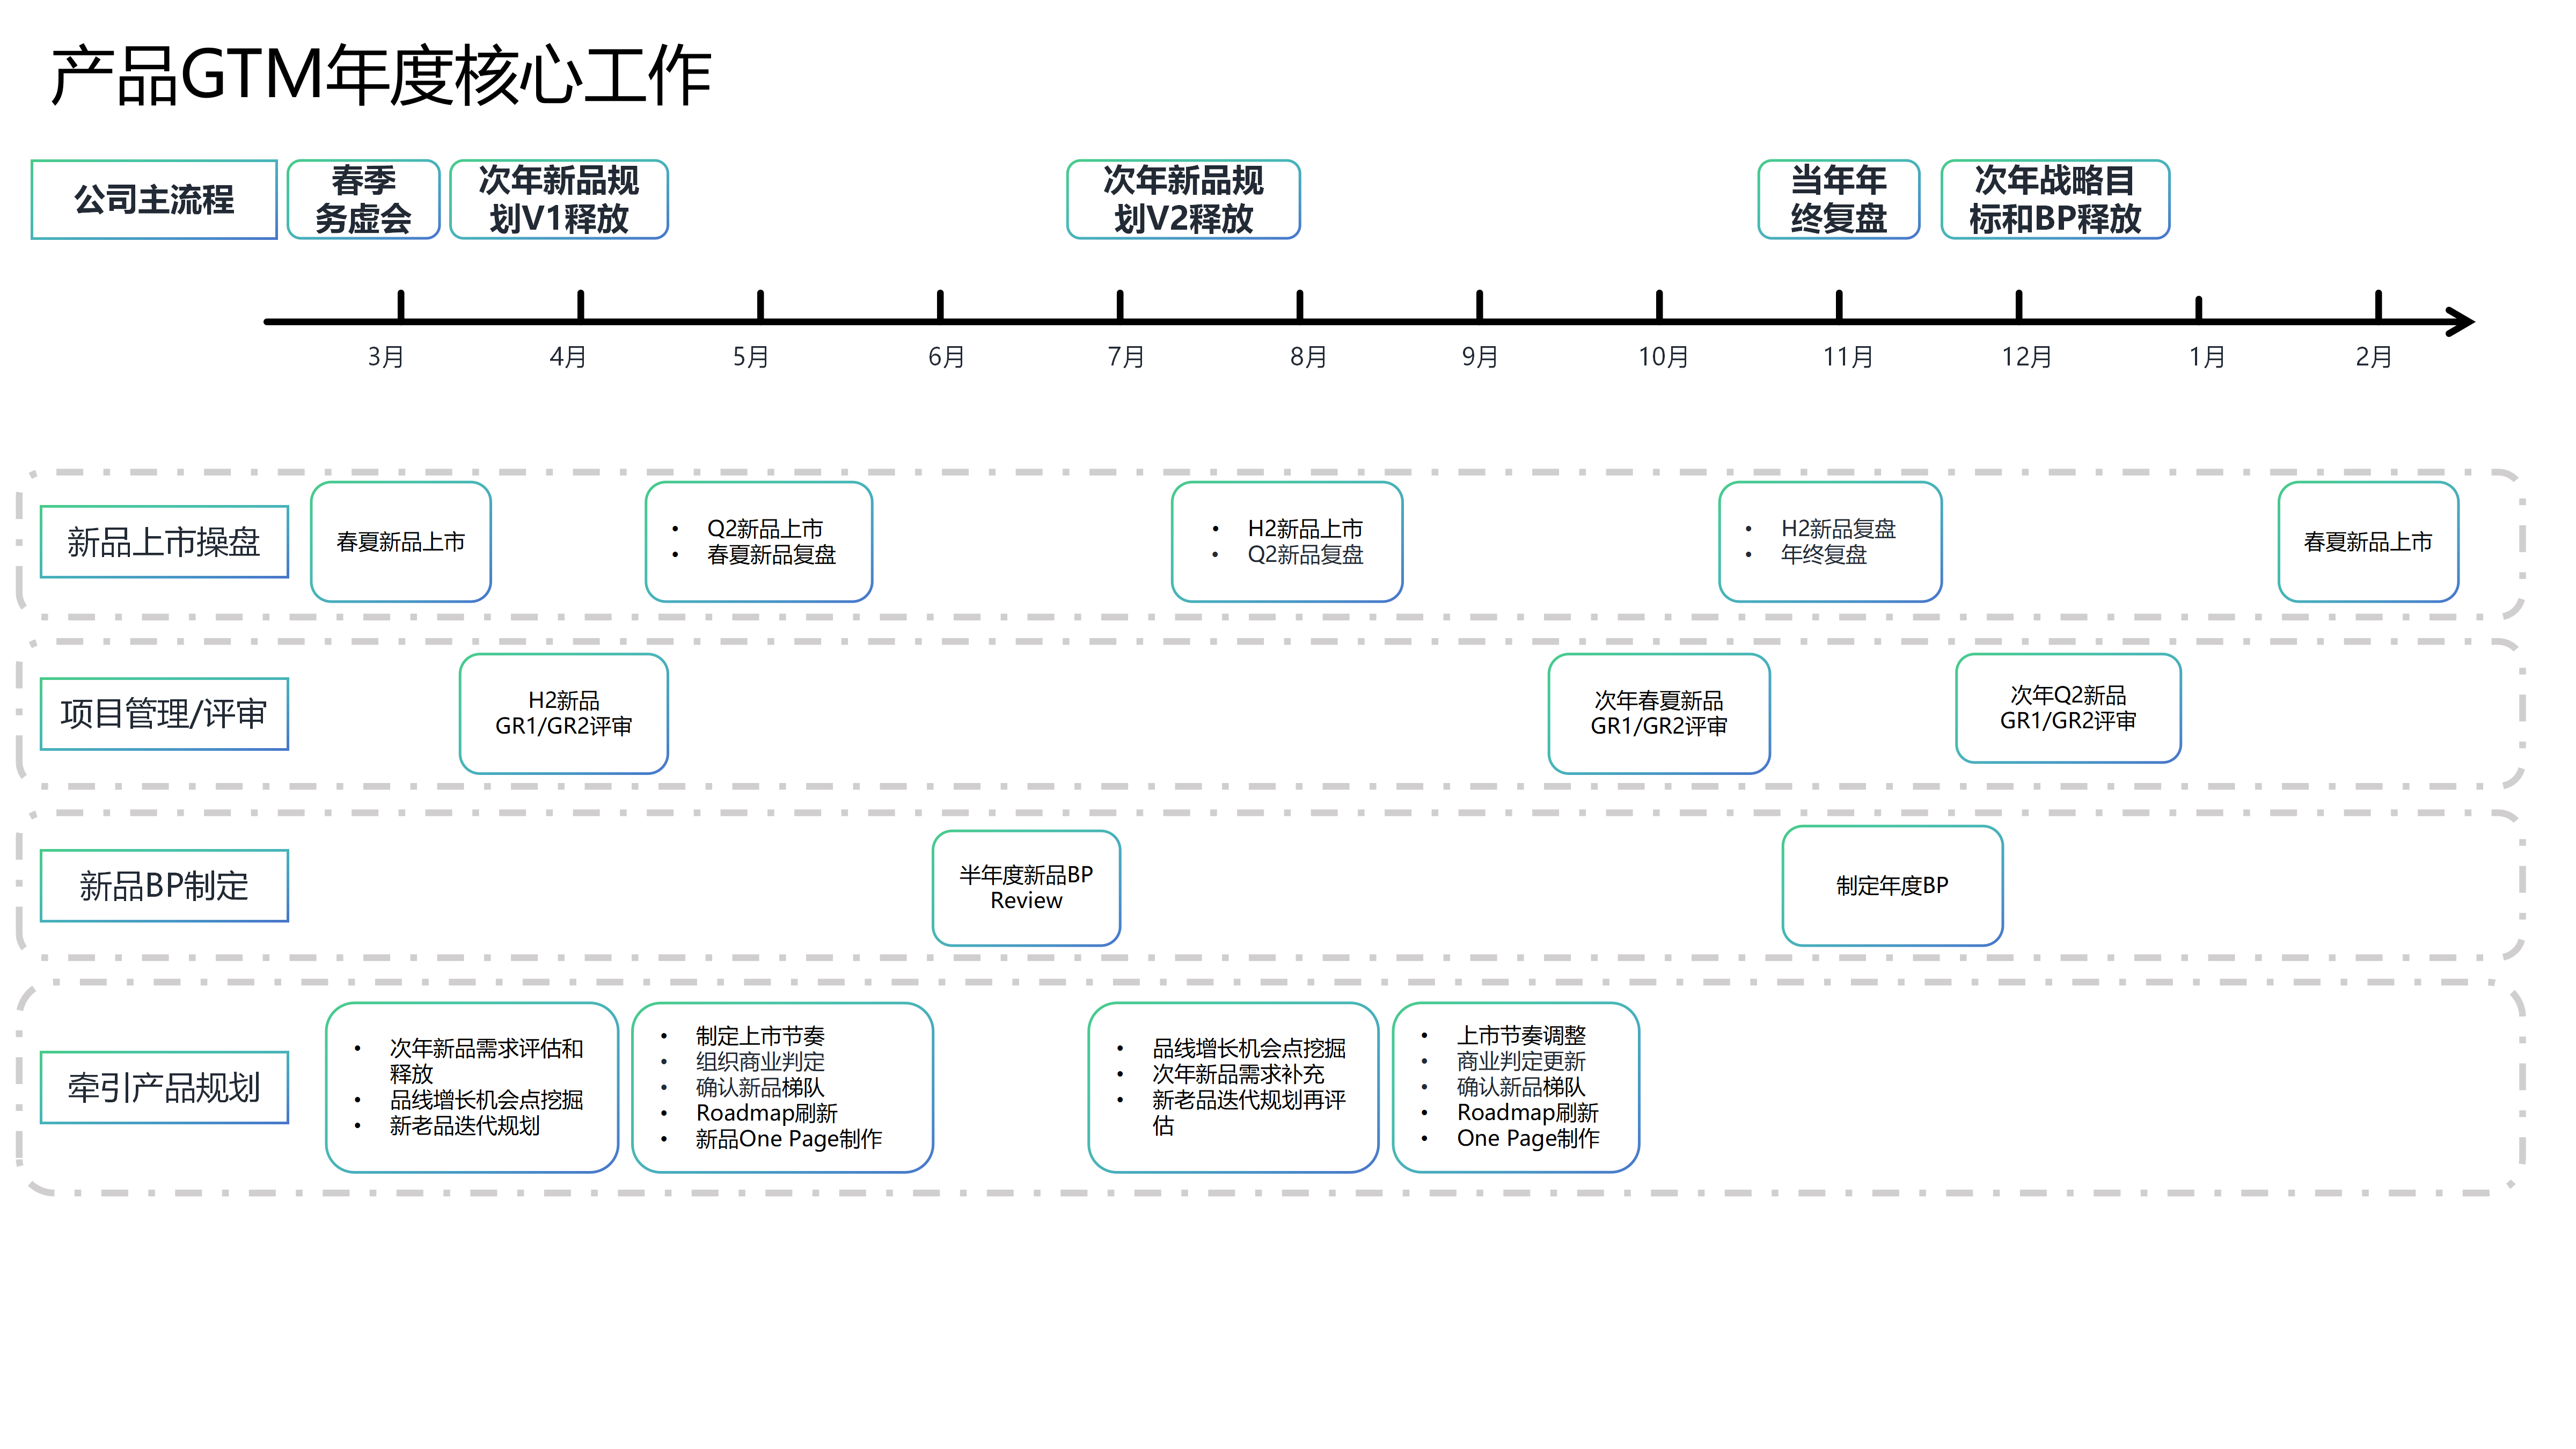 产品GTM年度核心工作
公司主流程
春季
务虚会
次年新品规
划V1释放
次年新品规
划V2释放
当年年
终复盘
次年战略目
标和BP释放
3月
4月
5月
6月
7月
8月
9月
10月
11月
12月
1月
2月
新品上市操盘
春夏新品上市
• Q2新品上市
• 春夏新品复盘
• H2新品上市
• Q2新品复盘
• H2新品复盘
• 年终复盘
春夏新品上市
项目管理/评审
H2新品
GR1/GR2评审
次年春夏新品
GR1/GR2评审
次年Q2新品
GR1/GR2评审
新品BP制定
半年度新品BP
Review
制定年度BP
牵引产品规划
• 次年新品需求评估和
释放
• 品线增长机会点挖掘
• 新老品迭代规划
• 制定上市节奏
• 组织商业判定
• 确认新品梯队
• Roadmap刷新
• 新品One Page制作
• 品线增长机会点挖掘
• 次年新品需求补充
• 新老品迭代规划再评
估
• 上市节奏调整
• 商业判定更新
• 确认新品梯队
• Roadmap刷新
• One Page制作